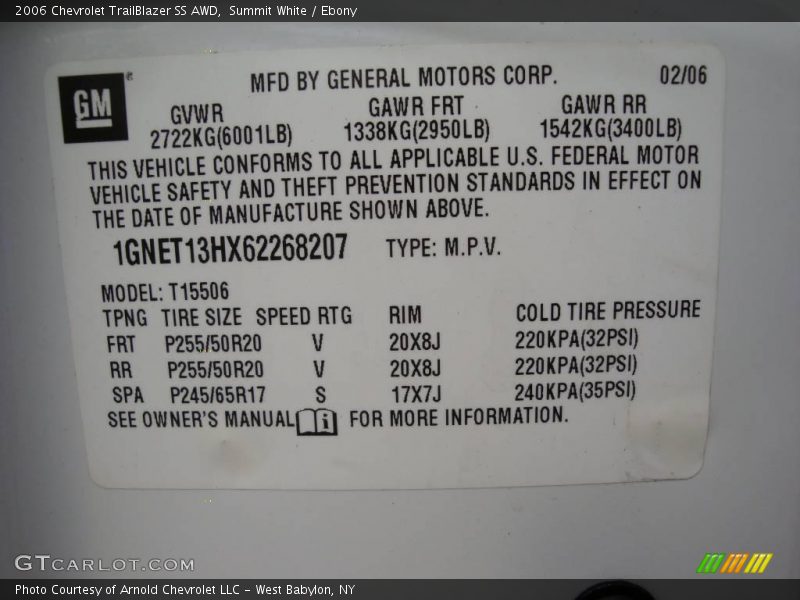 2006 Chevrolet TrailBlazer SS AWD,  Summit White / Ebony
GM®
MFD BY GENERAL MOTORS CORP. 02/06
GVWR GAWR FRT GAWR RR
2722KG(6001LB) 1338KG(2950LB) 1542KG(3400LB)
THIS VEHICLE CONFORMS TO ALL APPLICABLE U.S. FEDERAL MOTOR
VEHICLE SAFETY AND THEFT PREVENTION STANDARDS IN EFFECT ON
THE DATE OF MANUFACTURE SHOWN ABOVE.
1GNET13HX62268207 TYPE: M.P.V.
MODEL: T15506
TPNG TIRE SIZE SPEED RTG RIM COLD TIRE PRESSURE
FRT P255/50R20 V 20X8J 220KPA(32PSI)
RR P255/50R20 V 20X8J 220KPA(32PSI)
SPA P245/65R17 S 17X7J 240KPA(35PSI)
SEE OWNER'S MANUAL i FOR MORE INFORMATION.
GTCARLOT.COM
Photo Courtesy of Arnold Chevrolet LLC - West Babylon, NY